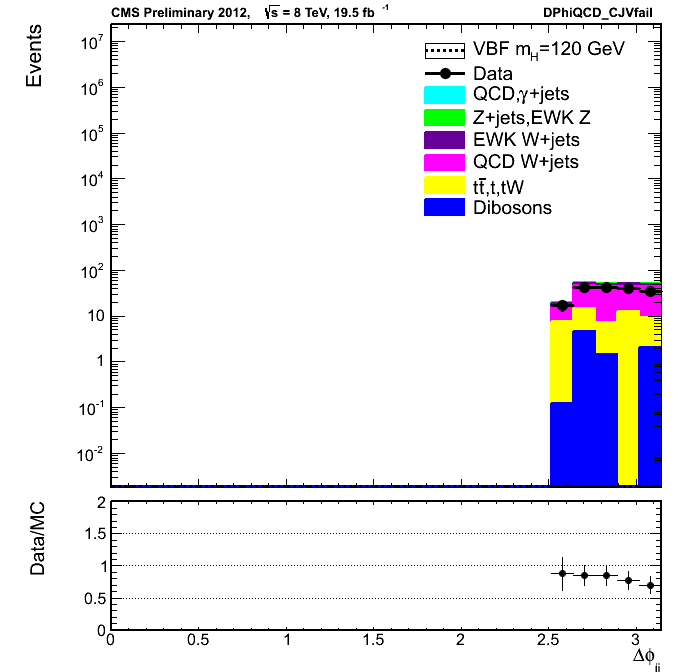 CMS Preliminary 2012, √s = 8 TeV, 19.5 fb⁻¹ DPhiQCD_CJVfail
Events
10⁷
10⁶
10⁵
10⁴
10³
10²
10
1
10⁻¹
10⁻²
VBF m_H=120 GeV
Data
QCD,γ+jets
Z+jets,EWK Z
EWK W+jets
QCD W+jets
tt̄,t,tW
Dibosons
Data/MC
2
1.5
1
0.5
0
0 0.5 1 1.5 2 2.5 3
Δϕ_jj